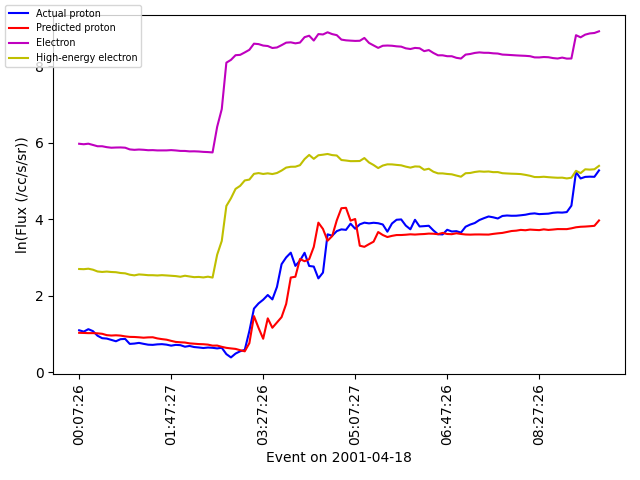 Actual proton
Predicted proton
Electron
High-energy electron
8
6
4
2
0
ln(Flux (/cc/s/sr))
00:07:26
01:47:27
03:27:26
05:07:27
06:47:26
08:27:26
Event on 2001-04-18